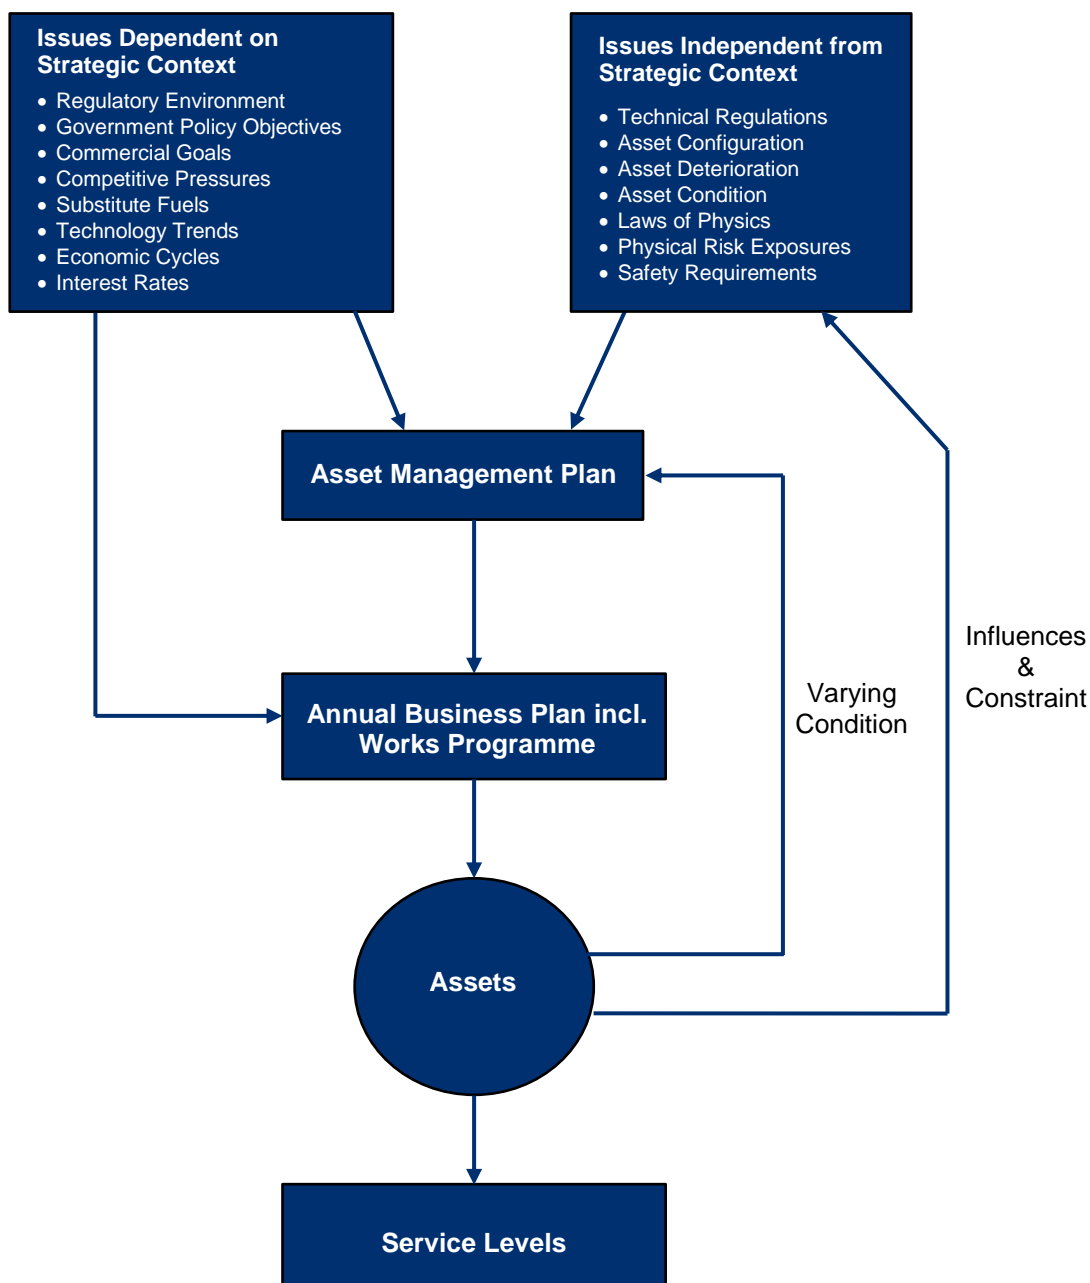 Issues Dependent on
Strategic Context
• Regulatory Environment
• Government Policy Objectives
• Commercial Goals
• Competitive Pressures
• Substitute Fuels
• Technology Trends
• Economic Cycles
• Interest Rates
Issues Independent from
Strategic Context
• Technical Regulations
• Asset Configuration
• Asset Deterioration
• Asset Condition
• Laws of Physics
• Physical Risk Exposures
• Safety Requirements
Asset Management Plan
Influences
&
Constraint
Varying
Condition
Annual Business Plan incl.
Works Programme
Assets
Service Levels